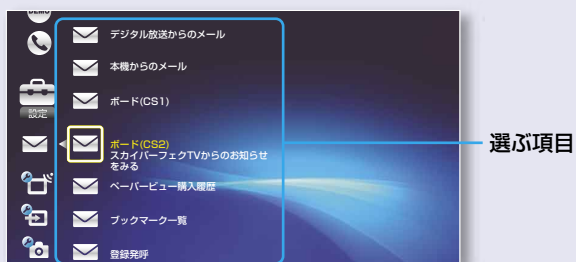 デジタル放送からのメール
本機からのメール
ボード(CS1)
設定
ボード(CS2)
スカイパーフェクTVからのお知らせ
をみる
選ぶ項目
ペーパービュー購入履歴
ブックマーク一覧
登録発呼